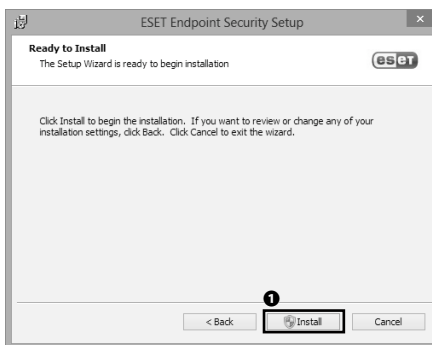 ESET Endpoint Security Setup
Ready to Install
The Setup Wizard is ready to begin installation
eset
Click Install to begin the installation. If you want to review or change any of your
installation settings, click Back. Click Cancel to exit the wizard.
1
< Back Install Cancel